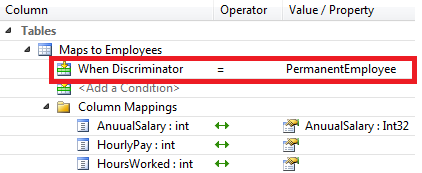 Column Operator Value / Property
Tables
Maps to Employees
When Discriminator = PermanentEmployee
<Add a Condition>
Column Mappings
AnuualSalary : int AnuualSalary : Int32
HourlyPay : int
HoursWorked : int